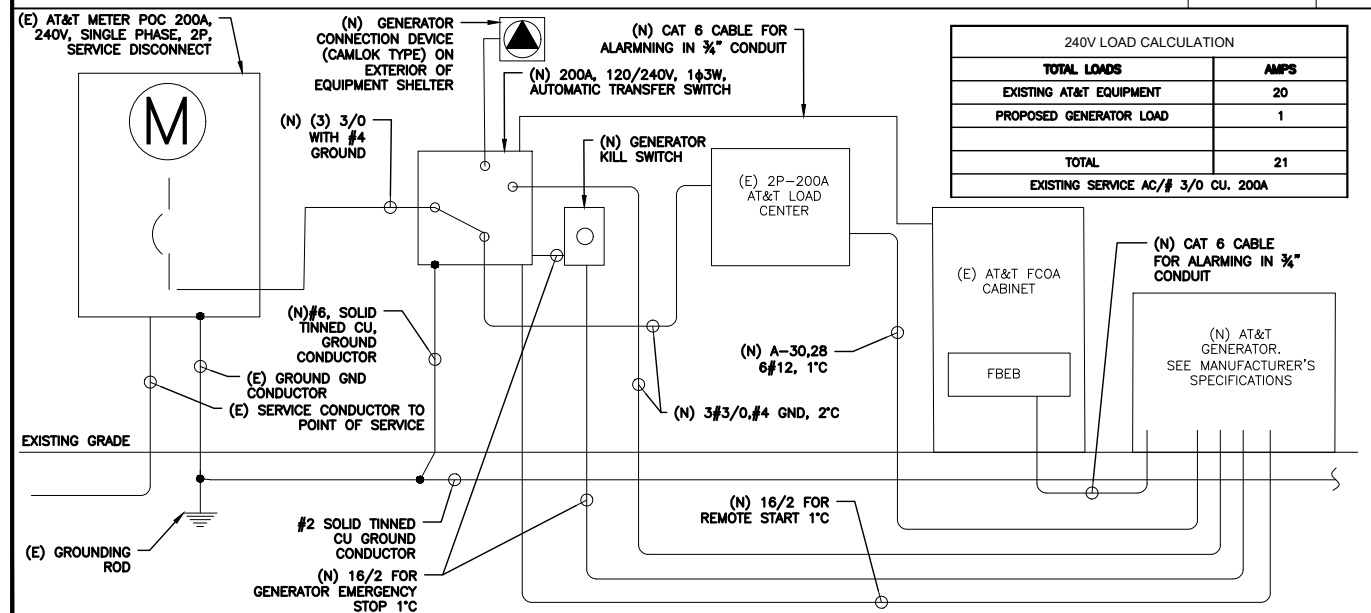 (E) AT&T METER POC 200A,
240V, SINGLE PHASE, 2P,
SERVICE DISCONNECT
M
(N) GENERATOR
CONNECTION DEVICE
(CAMLOK TYPE) ON
EXTERIOR OF
EQUIPMENT SHELTER
(N) CAT 6 CABLE FOR
ALARMNING IN ¾" CONDUIT
(N) 200A, 120/240V, 1ϕ3W,
AUTOMATIC TRANSFER SWITCH
(N) (3) 3/0
WITH #4
GROUND
(N) GENERATOR
KILL SWITCH
(E) 2P-200A
AT&T LOAD
CENTER
240V LOAD CALCULATION
TOTAL LOADS AMPS
EXISTING AT&T EQUIPMENT 20
PROPOSED GENERATOR LOAD 1
TOTAL 21
EXISTING SERVICE AC/# 3/0 CU. 200A
(E) AT&T FCOA
CABINET
FBEB
(N) CAT 6 CABLE
FOR ALARMING IN ¾"
CONDUIT
(N) AT&T
GENERATOR.
SEE MANUFACTURER'S
SPECIFICATIONS
(N)#6, SOLID
TINNED CU,
GROUND
CONDUCTOR
(N) A-30,28
6#12, 1"C
(E) GROUND GND
CONDUCTOR
(E) SERVICE CONDUCTOR TO
POINT OF SERVICE
(N) 3#3/0,#4 GND, 2"C
EXISTING GRADE
#2 SOLID TINNED
CU GROUND
CONDUCTOR
(N) 16/2 FOR
REMOTE START 1"C
(E) GROUNDING
ROD
(N) 16/2 FOR
GENERATOR EMERGENCY
STOP 1"C